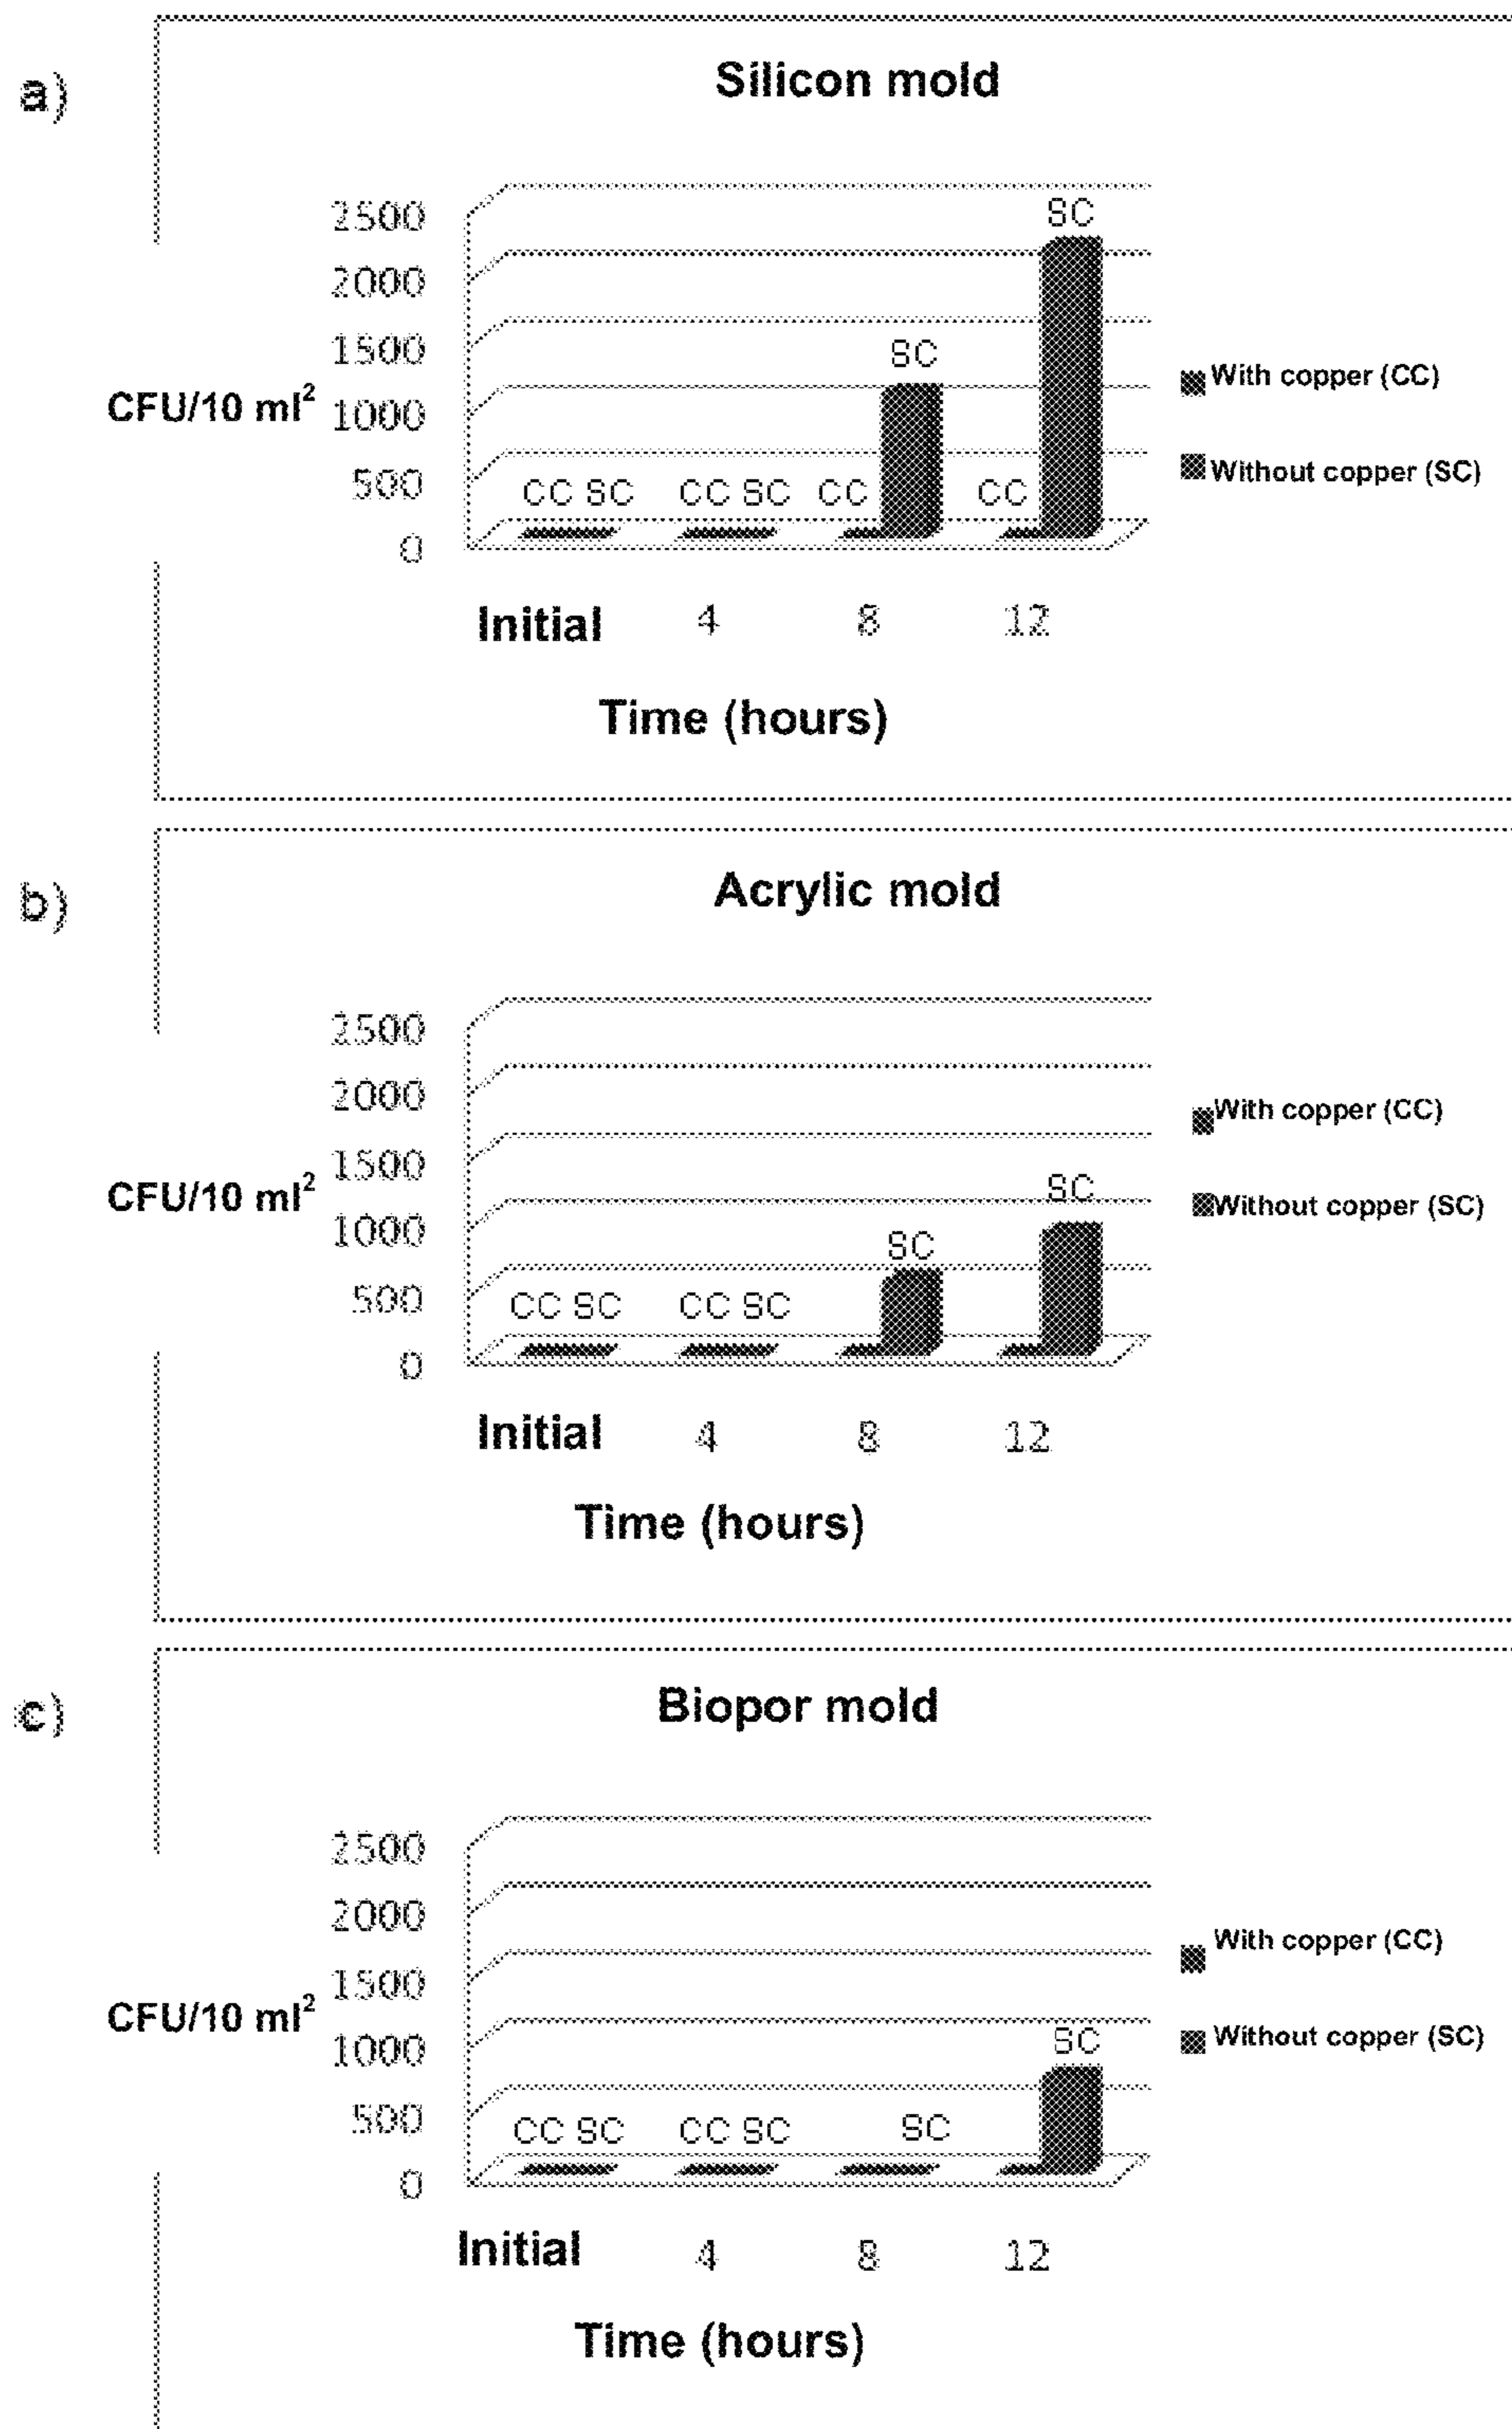 a)
Silicon mold
2500
2000
1500
1000
500
0
CFU/10 ml²
CC SC
CC SC
CC
SC
CC
SC
Initial 4 8 12
Time (hours)
With copper (CC)
Without copper (SC)
b)
Acrylic mold
2500
2000
1500
1000
500
0
CFU/10 ml²
CC SC
CC SC
SC
SC
Initial 4 8 12
Time (hours)
With copper (CC)
Without copper (SC)
c)
Biopor mold
2500
2000
1500
1000
500
0
CFU/10 ml²
CC SC
CC SC
SC
SC
Initial 4 8 12
Time (hours)
With copper (CC)
Without copper (SC)